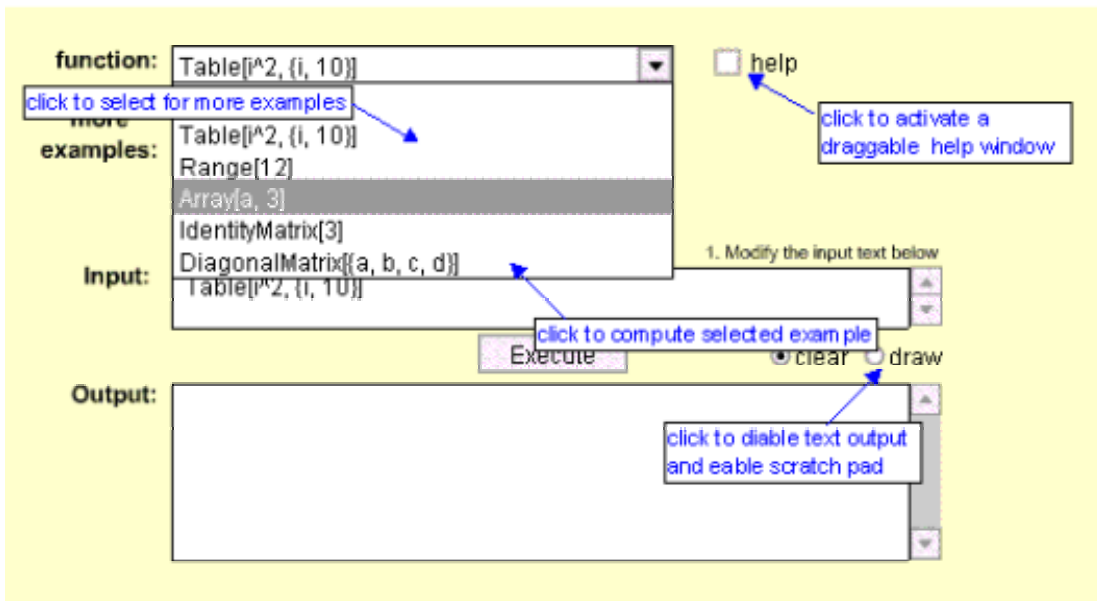 function:
Table[i^2, {i, 10}]
help
click to select for more examples
more
examples:
Table[i^2, {i, 10}]
Range[12]
Array[a, 3]
IdentityMatrix[3]
DiagonalMatrix[{a, b, c, d}]
click to activate a
draggable help window
1. Modify the input text below
Input:
Table[i^2, {i, 10}]
click to compute selected example
Execute
clear
draw
Output:
click to diable text output
and eable scratch pad